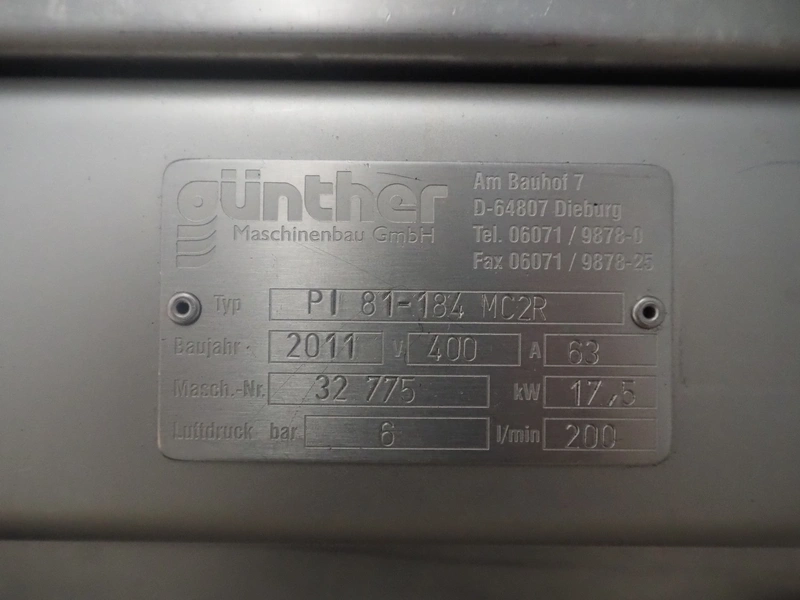 günther
Maschinenbau GmbH
Am Bauhof 7
D-64807 Dieburg
Tel. 06071 / 9878-0
Fax 06071 / 9878-25
Typ PI 81-184 MC2R
Baujahr 2011 V 400 A 63
Masch.-Nr. 32 775 kW 17,5
Luftdruck bar 6 l/min 200